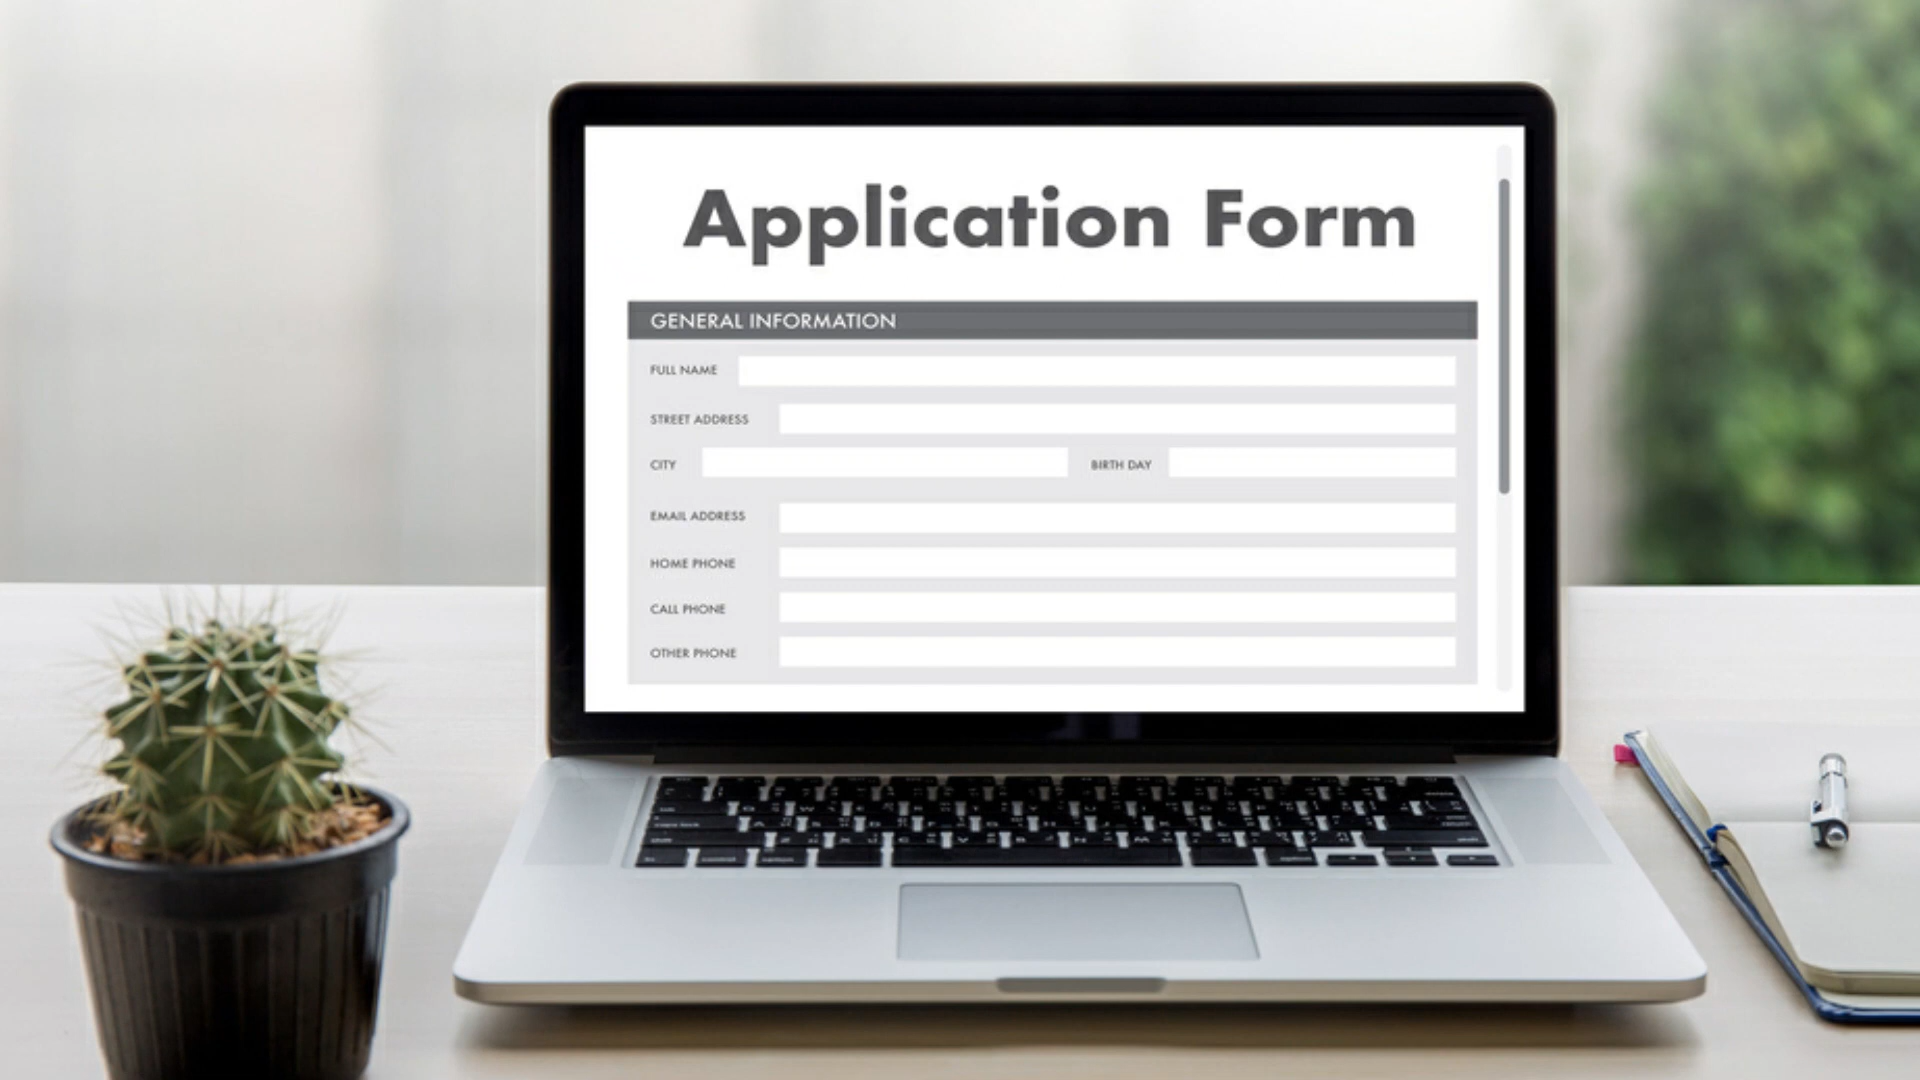 Application Form
GENERAL INFORMATION
FULL NAME
STREET ADDRESS
CITY BIRTH DAY
EMAIL ADDRESS
HOME PHONE
CALL PHONE
OTHER PHONE